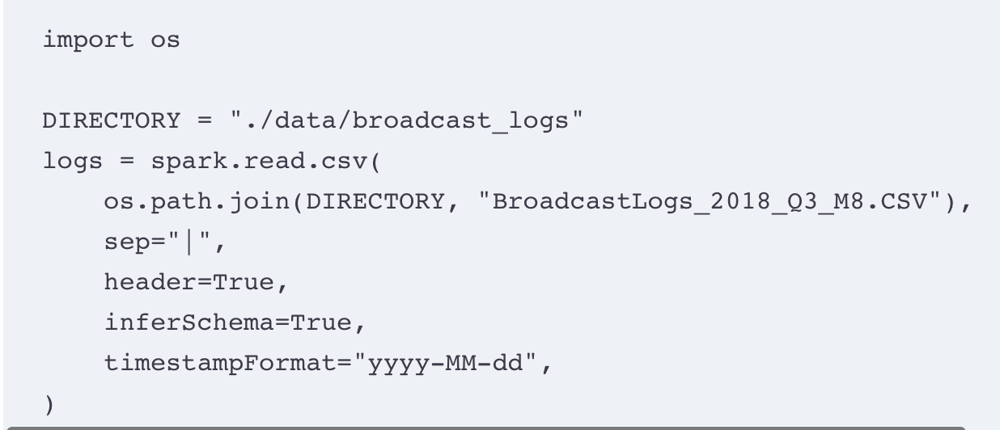 import os
DIRECTORY = "./data/broadcast_logs"
logs = spark.read.csv(
    os.path.join(DIRECTORY, "BroadcastLogs_2018_Q3_M8.CSV"),
    sep="|",
    header=True,
    inferSchema=True,
    timestampFormat="yyyy-MM-dd",
)